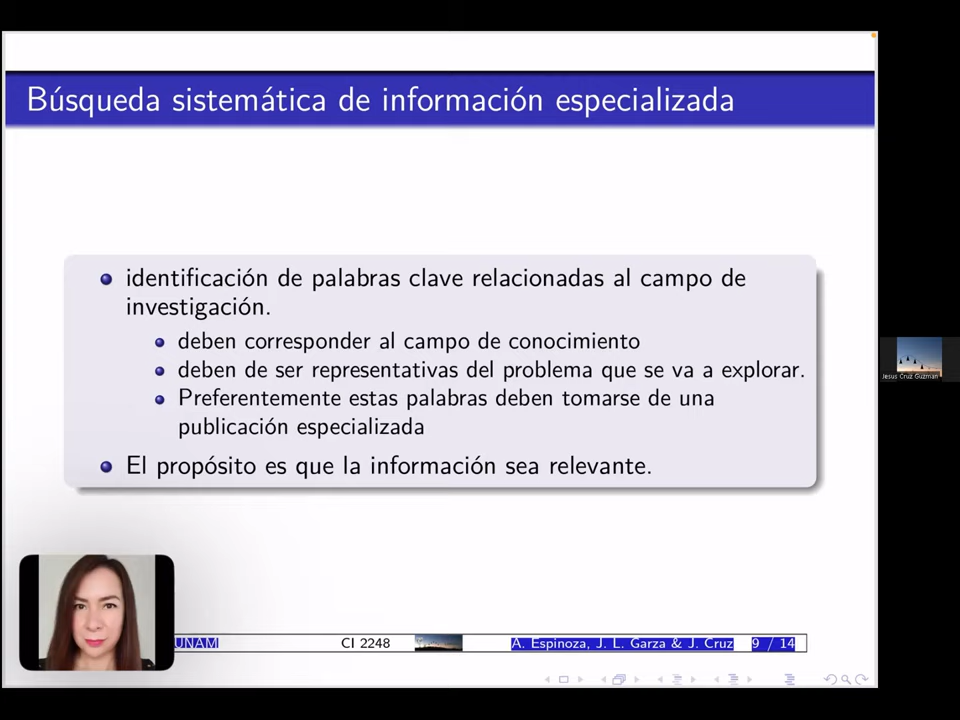 Búsqueda sistemática de información especializada
identificación de palabras clave relacionadas al campo de
investigación.
deben corresponder al campo de conocimiento
deben de ser representativas del problema que se va a explorar.
Preferentemente estas palabras deben tomarse de una
publicación especializada
El propósito es que la información sea relevante.
Jesus Cruz Guzman
UNAM CI 2248 A. Espinoza, J. L. Garza & J. Cruz 9 / 14